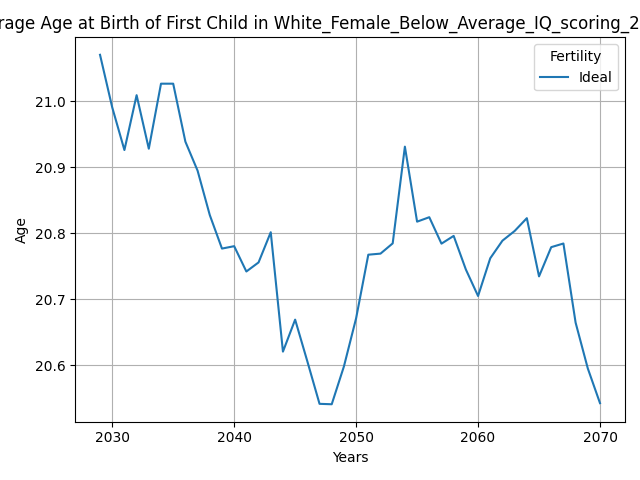 rage Age at Birth of First Child in White_Female_Below_Average_IQ_scoring_2
Fertility
Ideal
21.0
20.9
20.8
20.7
20.6
Age
2030 2040 2050 2060 2070
Years